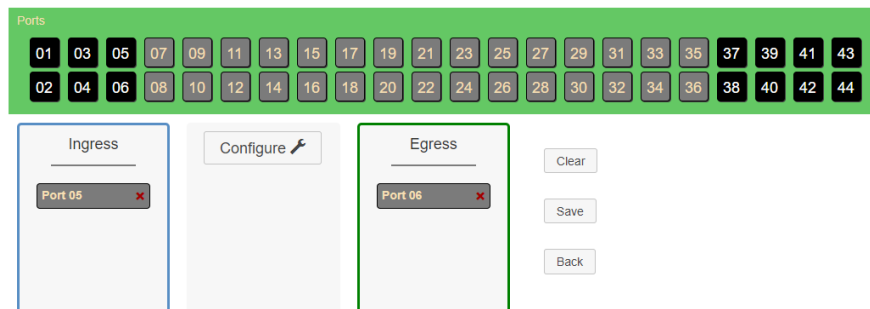 Ports
01 03 05 07 09 11 13 15 17 19 21 23 25 27 29 31 33 35 37 39 41 43
02 04 06 08 10 12 14 16 18 20 22 24 26 28 30 32 34 36 38 40 42 44
Ingress
Port 05
Configure
Egress
Port 06
Clear
Save
Back